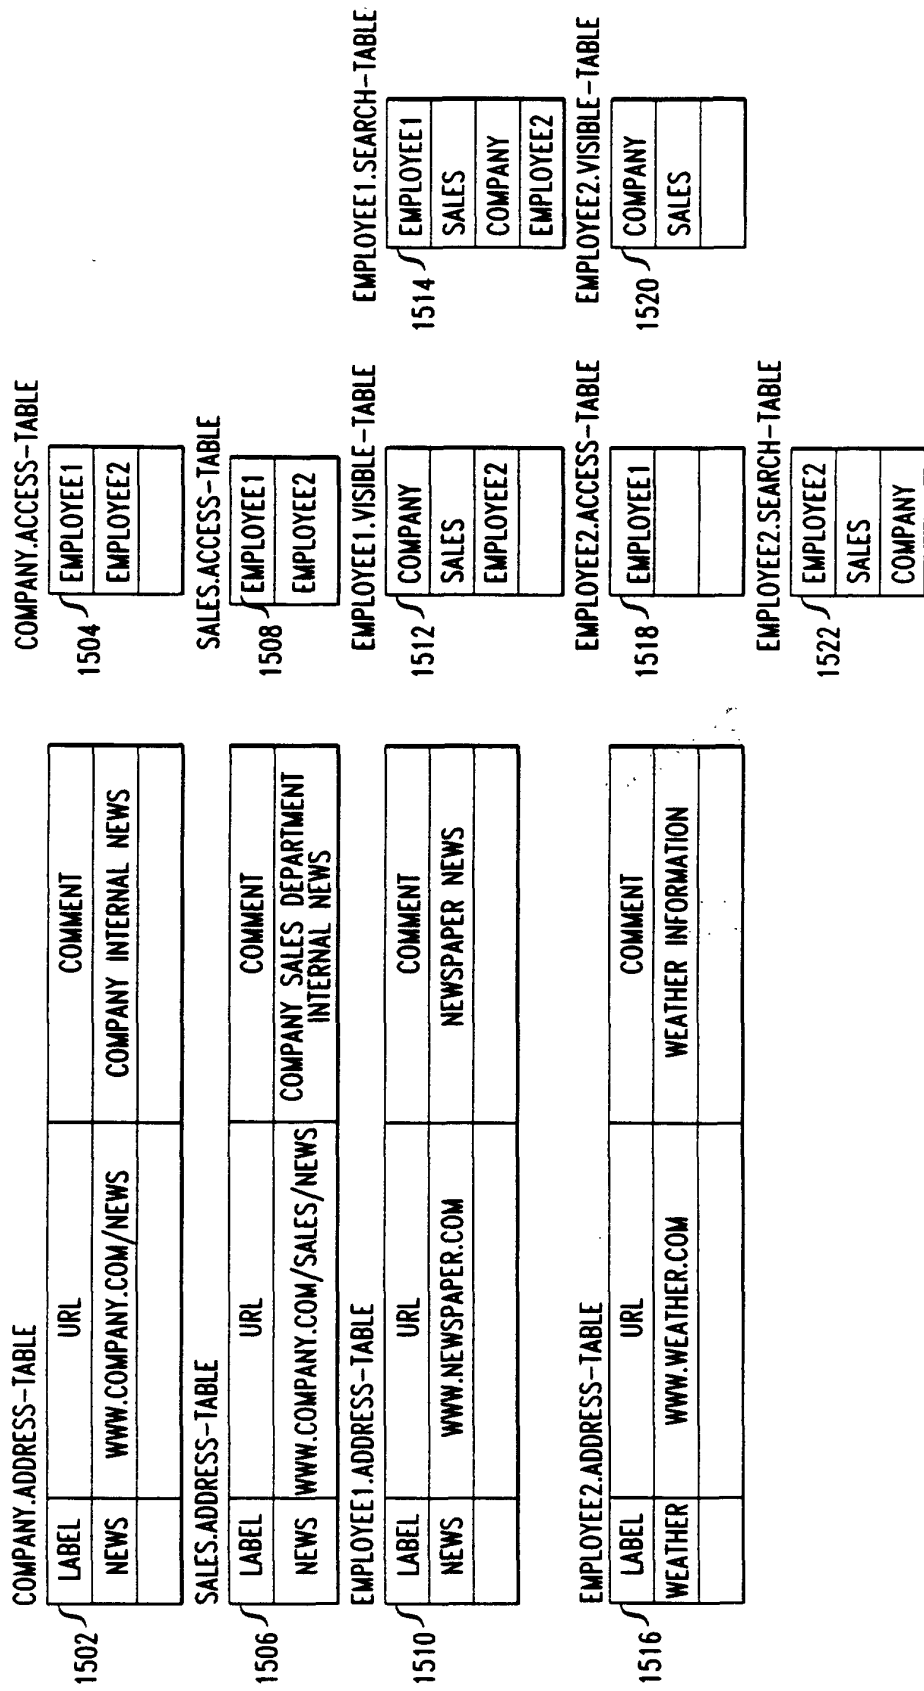 COMPANY.ADDRESS-TABLE
1502
LABEL URL COMMENT
NEWS WWW.COMPANY.COM/NEWS COMPANY INTERNAL NEWS
COMPANY.ACCESS-TABLE
1504
EMPLOYEE1
EMPLOYEE2
SALES.ADDRESS-TABLE
1506
LABEL URL COMMENT
NEWS WWW.COMPANY.COM/SALES/NEWS COMPANY SALES DEPARTMENT
INTERNAL NEWS
SALES.ACCESS-TABLE
1508
EMPLOYEE1
EMPLOYEE2
EMPLOYEE1.ADDRESS-TABLE
1510
LABEL URL COMMENT
NEWS WWW.NEWSPAPER.COM NEWSPAPER NEWS
EMPLOYEE1.VISIBLE-TABLE
1512
COMPANY
SALES
EMPLOYEE2
EMPLOYEE1.SEARCH-TABLE
1514
EMPLOYEE1
SALES
COMPANY
EMPLOYEE2
EMPLOYEE2.ADDRESS-TABLE
1516
LABEL URL COMMENT
WEATHER WWW.WEATHER.COM WEATHER INFORMATION
EMPLOYEE2.ACCESS-TABLE
1518
EMPLOYEE1
EMPLOYEE2.VISIBLE-TABLE
1520
COMPANY
SALES
EMPLOYEE2.SEARCH-TABLE
1522
EMPLOYEE2
SALES
COMPANY